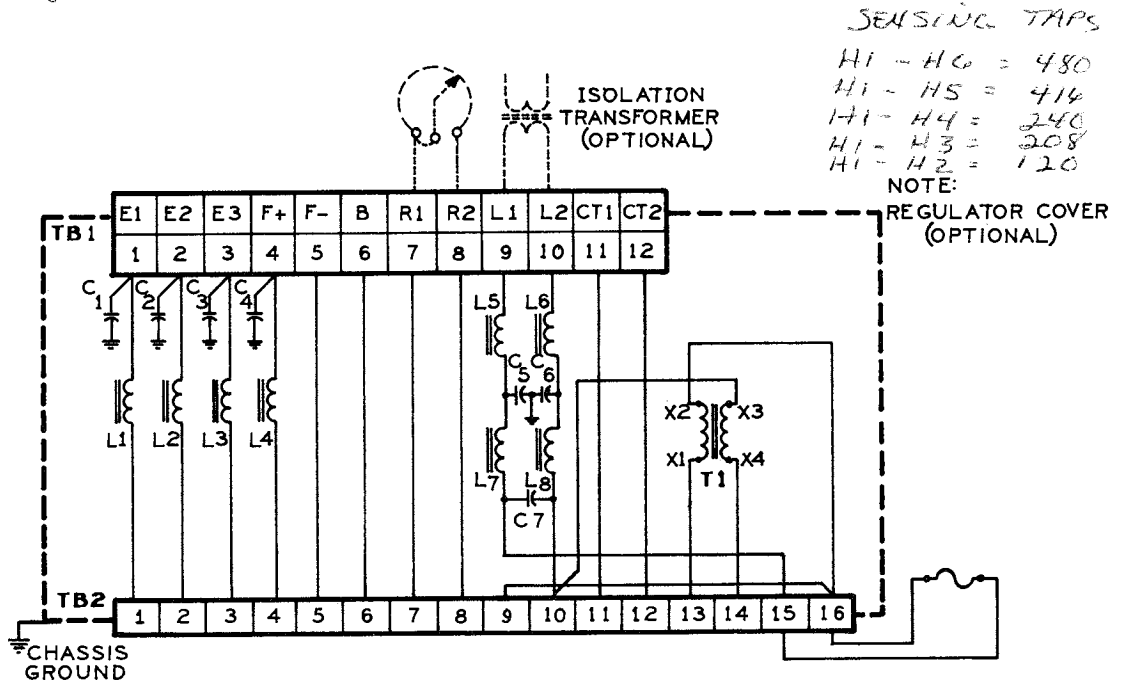 SENSING TAPS
H1 - H6 = 480
H1 - H5 = 416
H1 - H4 = 240
H1 - H3 = 208
H1 - H2 = 120
ISOLATION
TRANSFORMER
(OPTIONAL)
NOTE:
REGULATOR COVER
(OPTIONAL)
TB1
E1 E2 E3 F+ F- B R1 R2 L1 L2 CT1 CT2
1 2 3 4 5 6 7 8 9 10 11 12
C1 C2 C3 C4
L5 L6
C5 C6
L1 L2 L3 L4
L7 L8
C7
X2 X3
X1 X4
T1
TB2
1 2 3 4 5 6 7 8 9 10 11 12 13 14 15 16
CHASSIS
GROUND